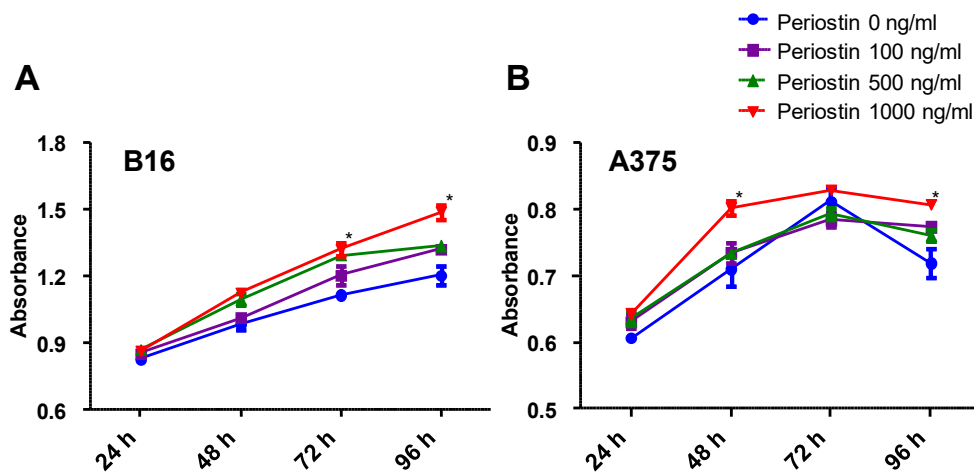 Periostin 0 ng/ml
Periostin 100 ng/ml
Periostin 500 ng/ml
Periostin 1000 ng/ml
A
B16
Absorbance
1.8
1.5
1.2
0.9
0.6
*
*
24 h
48 h
72 h
96 h
B
A375
Absorbance
0.9
0.8
0.7
0.6
0.5
*
*
24 h
48 h
72 h
96 h